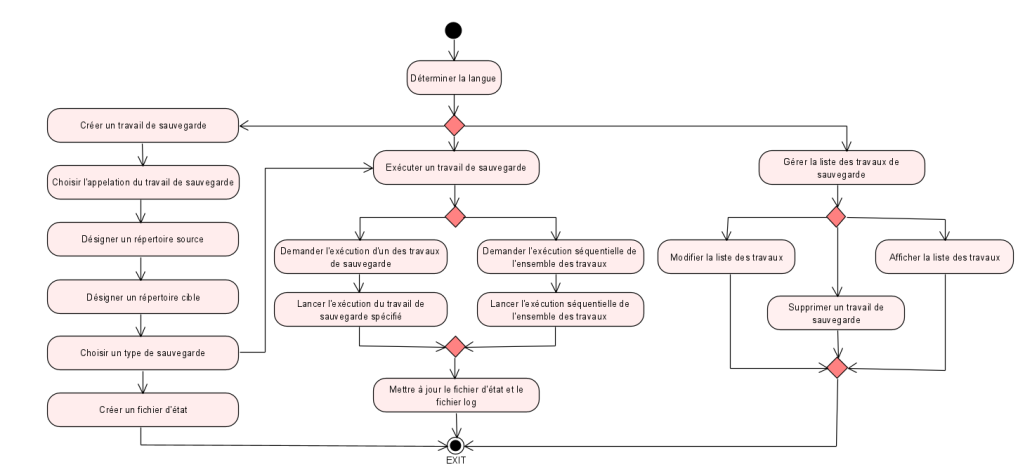 Déterminer la langue
Créer un travail de sauvegarde
Choisir l'appelation du travail de sauvegarde
Désigner un répertoire source
Désigner un répertoire cible
Choisir un type de sauvegarde
Créer un fichier d'état
Exécuter un travail de sauvegarde
Demander l'exécution d'un des travaux
de sauvegarde
Lancer l'exécution du travail de
sauvegarde spécifié
Demander l'exécution séquentielle de
l'ensemble des travaux
Lancer l'exécution séquentielle de
l'ensemble des travaux
Mettre à jour le fichier d'état et le
fichier log
Gérer la liste des travaux de
sauvegarde
Modifier la liste des travaux
Supprimer un travail de
sauvegarde
Afficher la liste des travaux
EXIT